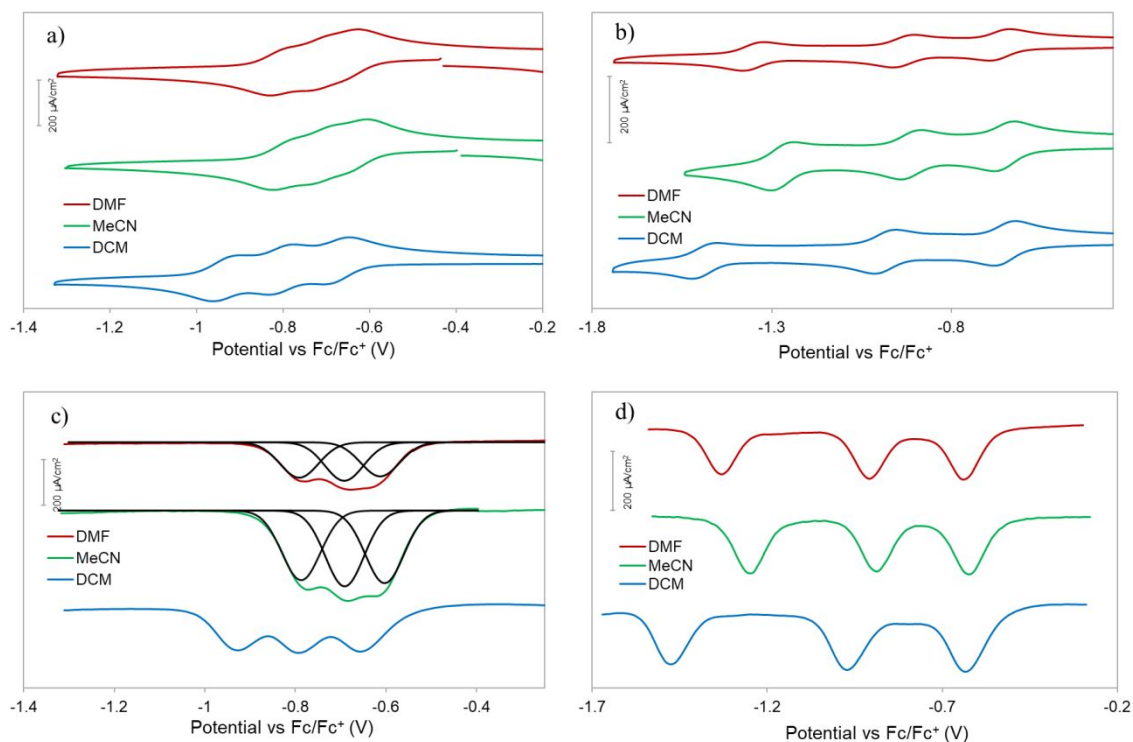 a)
200 µA/cm²
DMF
MeCN
DCM
-1.4 -1.2 -1 -0.8 -0.6 -0.4 -0.2
Potential vs Fc/Fc⁺ (V)
b)
200 µA/cm²
DMF
MeCN
DCM
-1.8 -1.3 -0.8
Potential vs Fc/Fc⁺
c)
200 µA/cm²
DMF
MeCN
DCM
-1.4 -1.2 -1 -0.8 -0.6 -0.4
Potential vs Fc/Fc⁺ (V)
d)
200 µA/cm²
DMF
MeCN
DCM
-1.7 -1.2 -0.7 -0.2
Potential vs Fc/Fc⁺ (V)